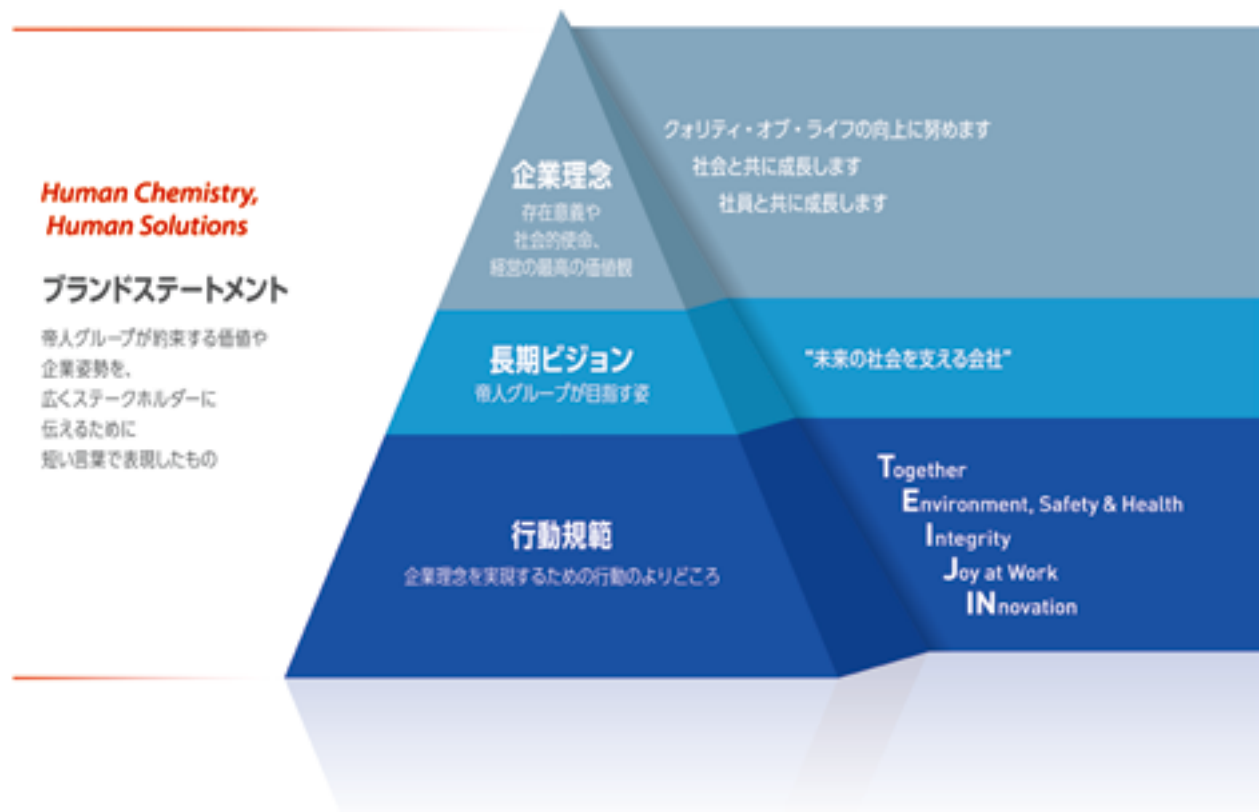 Human Chemistry,
Human Solutions
ブランドステートメント
帝人グループが約束する価値や
企業姿勢を、
広くステークホルダーに
伝えるために
短い言葉で表現したもの
企業理念
存在意義や
社会的使命、
経営の最高の価値観
クォリティ・オブ・ライフの向上に努めます
社会と共に成長します
社員と共に成長します
長期ビジョン
帝人グループが目指す姿
"未来の社会を支える会社"
行動規範
企業理念を実現するための行動のよりどころ
Together
Environment, Safety & Health
Integrity
Joy at Work
INnovation